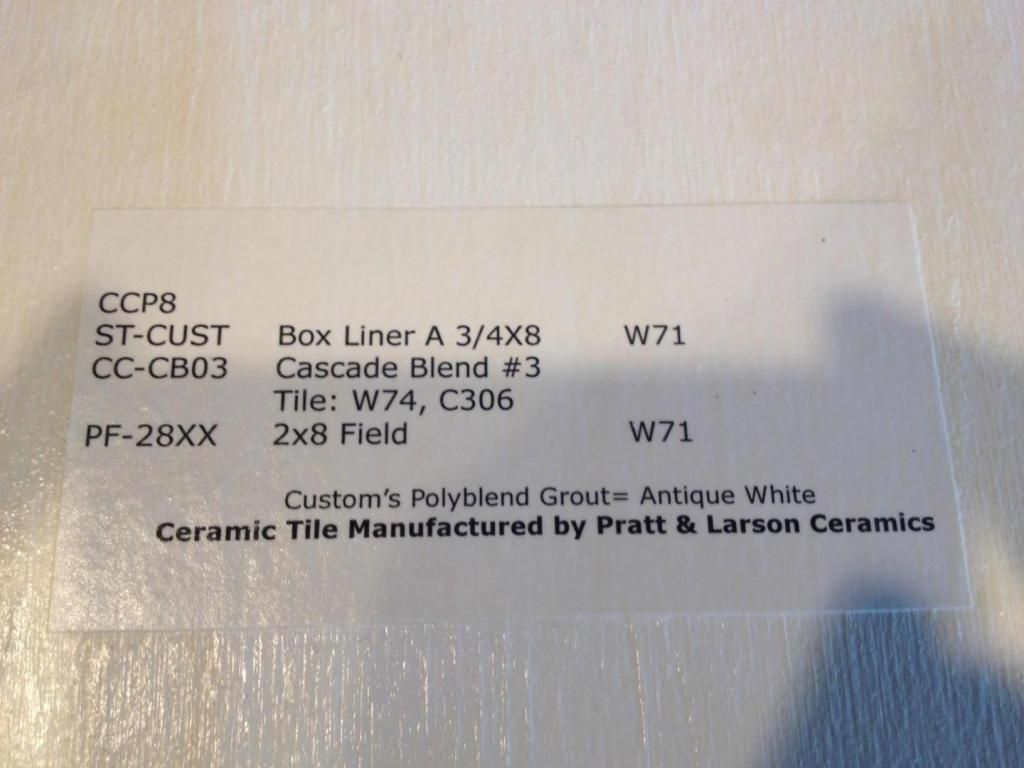 CCP8
ST-CUST Box Liner A 3/4X8 W71
CC-CB03 Cascade Blend #3
Tile: W74, C306
PF-28XX 2x8 Field W71
Custom's Polyblend Grout= Antique White
Ceramic Tile Manufactured by Pratt & Larson Ceramics